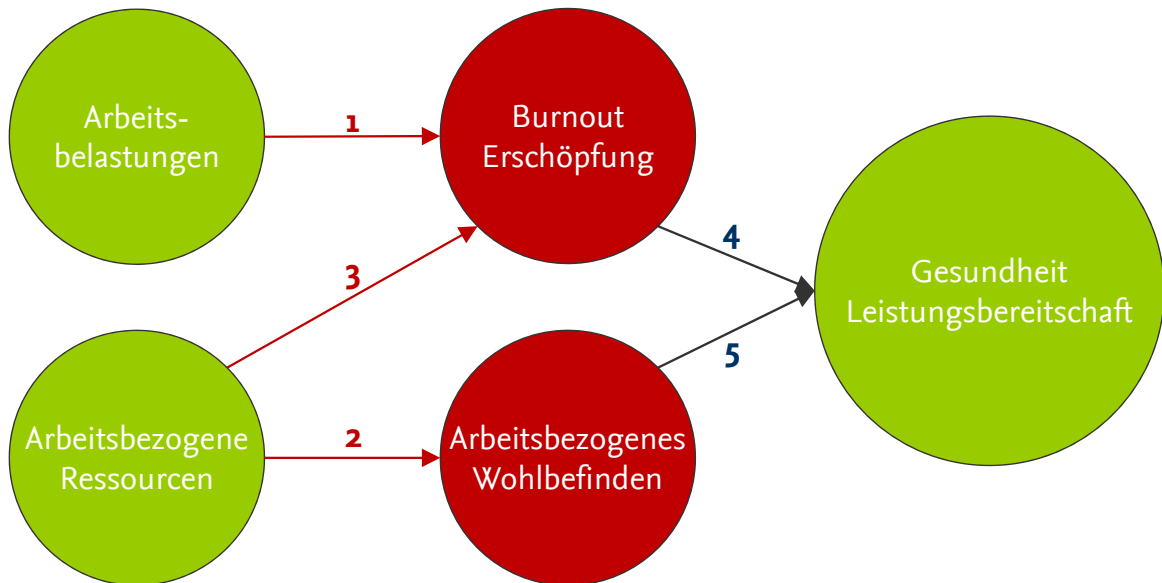 Arbeits-
belastungen
1
Burnout
Erschöpfung
3
4
Gesundheit
Leistungsbereitschaft
5
Arbeitsbezogene
Ressourcen
2
Arbeitsbezogenes
Wohlbefinden